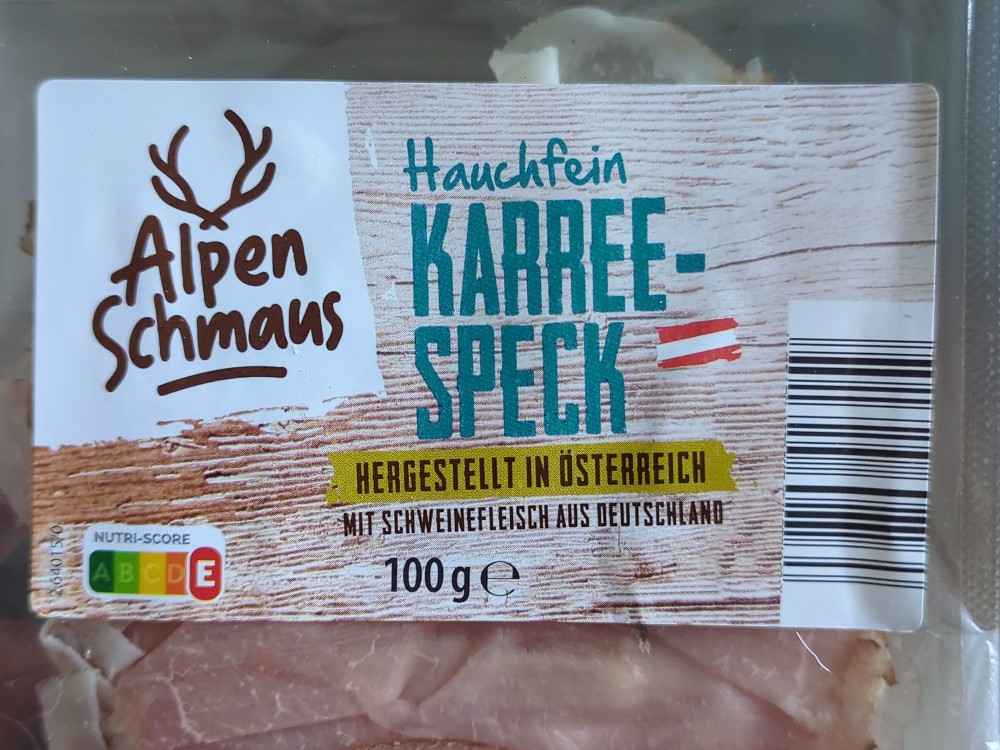 Alpen
Schmaus
Hauchfein
KARREE-
SPECK
HERGESTELLT IN ÖSTERREICH
MIT SCHWEINEFLEISCH AUS DEUTSCHLAND
100 g ℮
NUTRI-SCORE
A B C D E